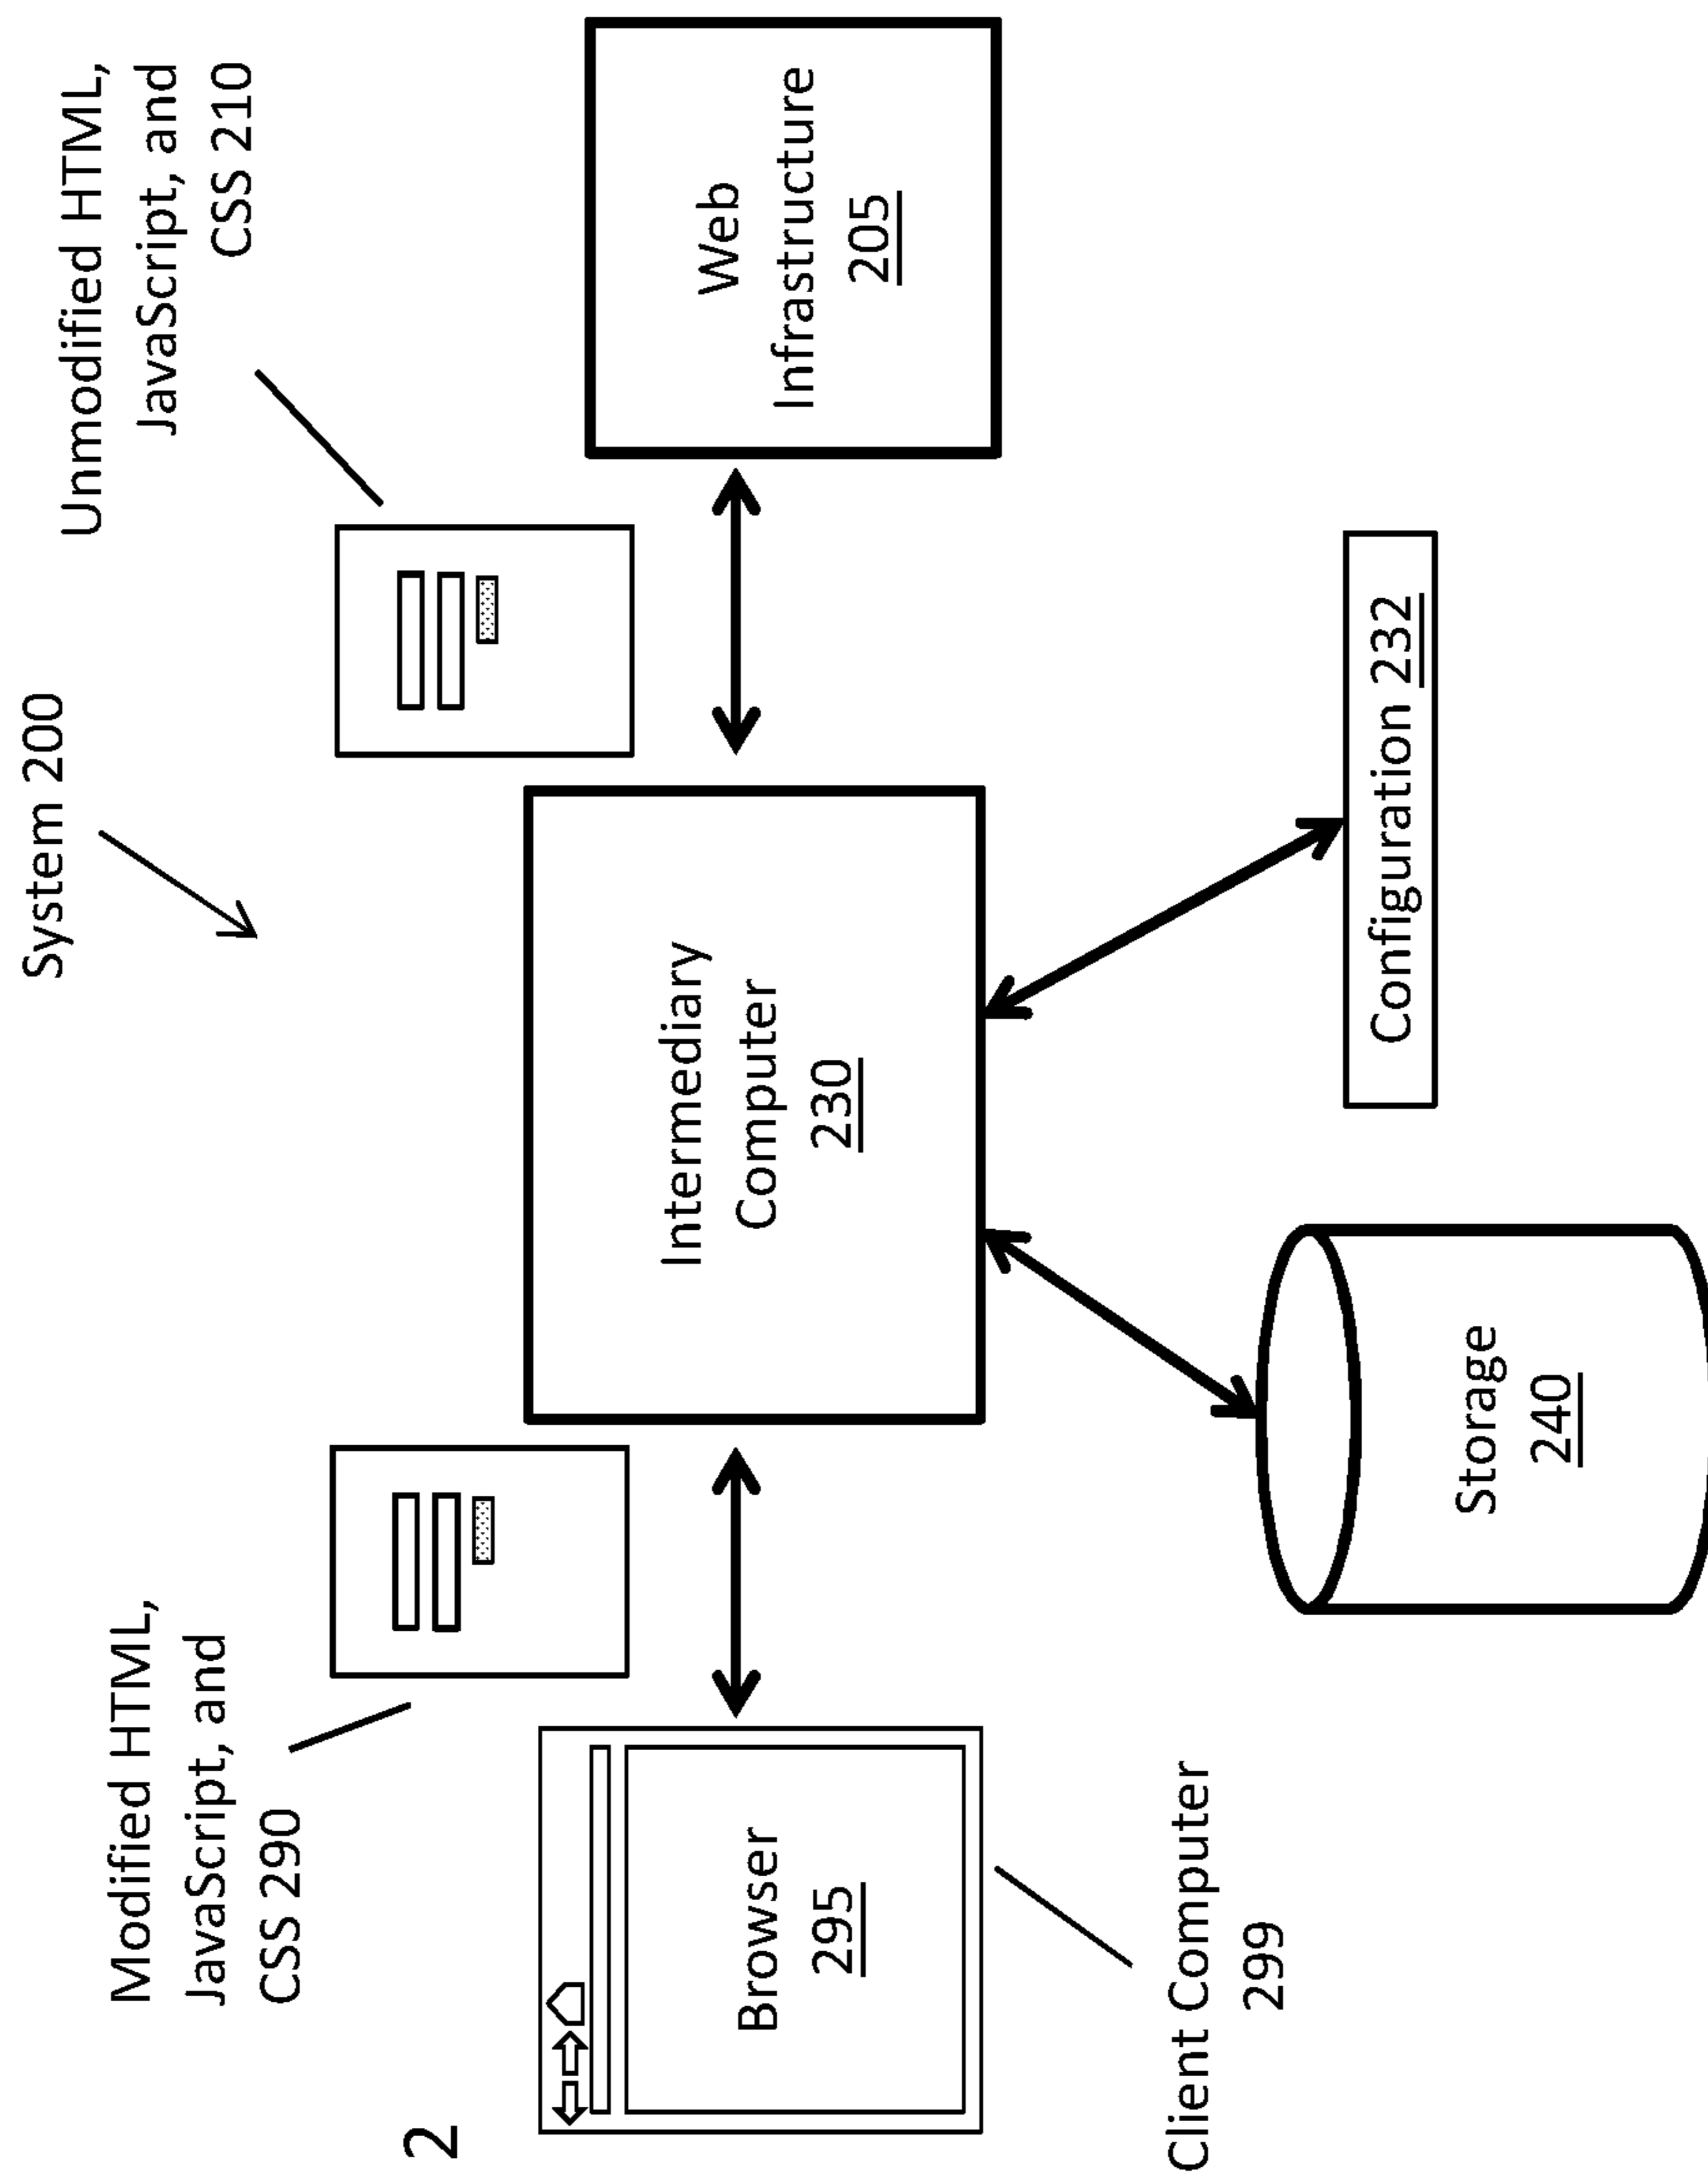 System 200
Modified HTML,
JavaScript, and
CSS 290
Unmodified HTML,
JavaScript, and
CSS 210
2
Browser
295
Intermediary
Computer
230
Web
Infrastructure
205
Client Computer
299
Storage
240
Configuration 232